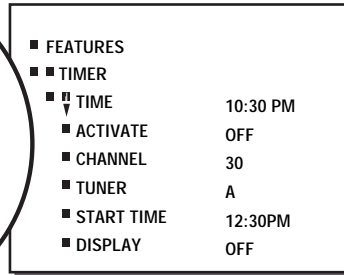 FEATURES
TIMER
TIME 10:30 PM
ACTIVATE OFF
CHANNEL 30
TUNER A
START TIME 12:30PM
DISPLAY OFF